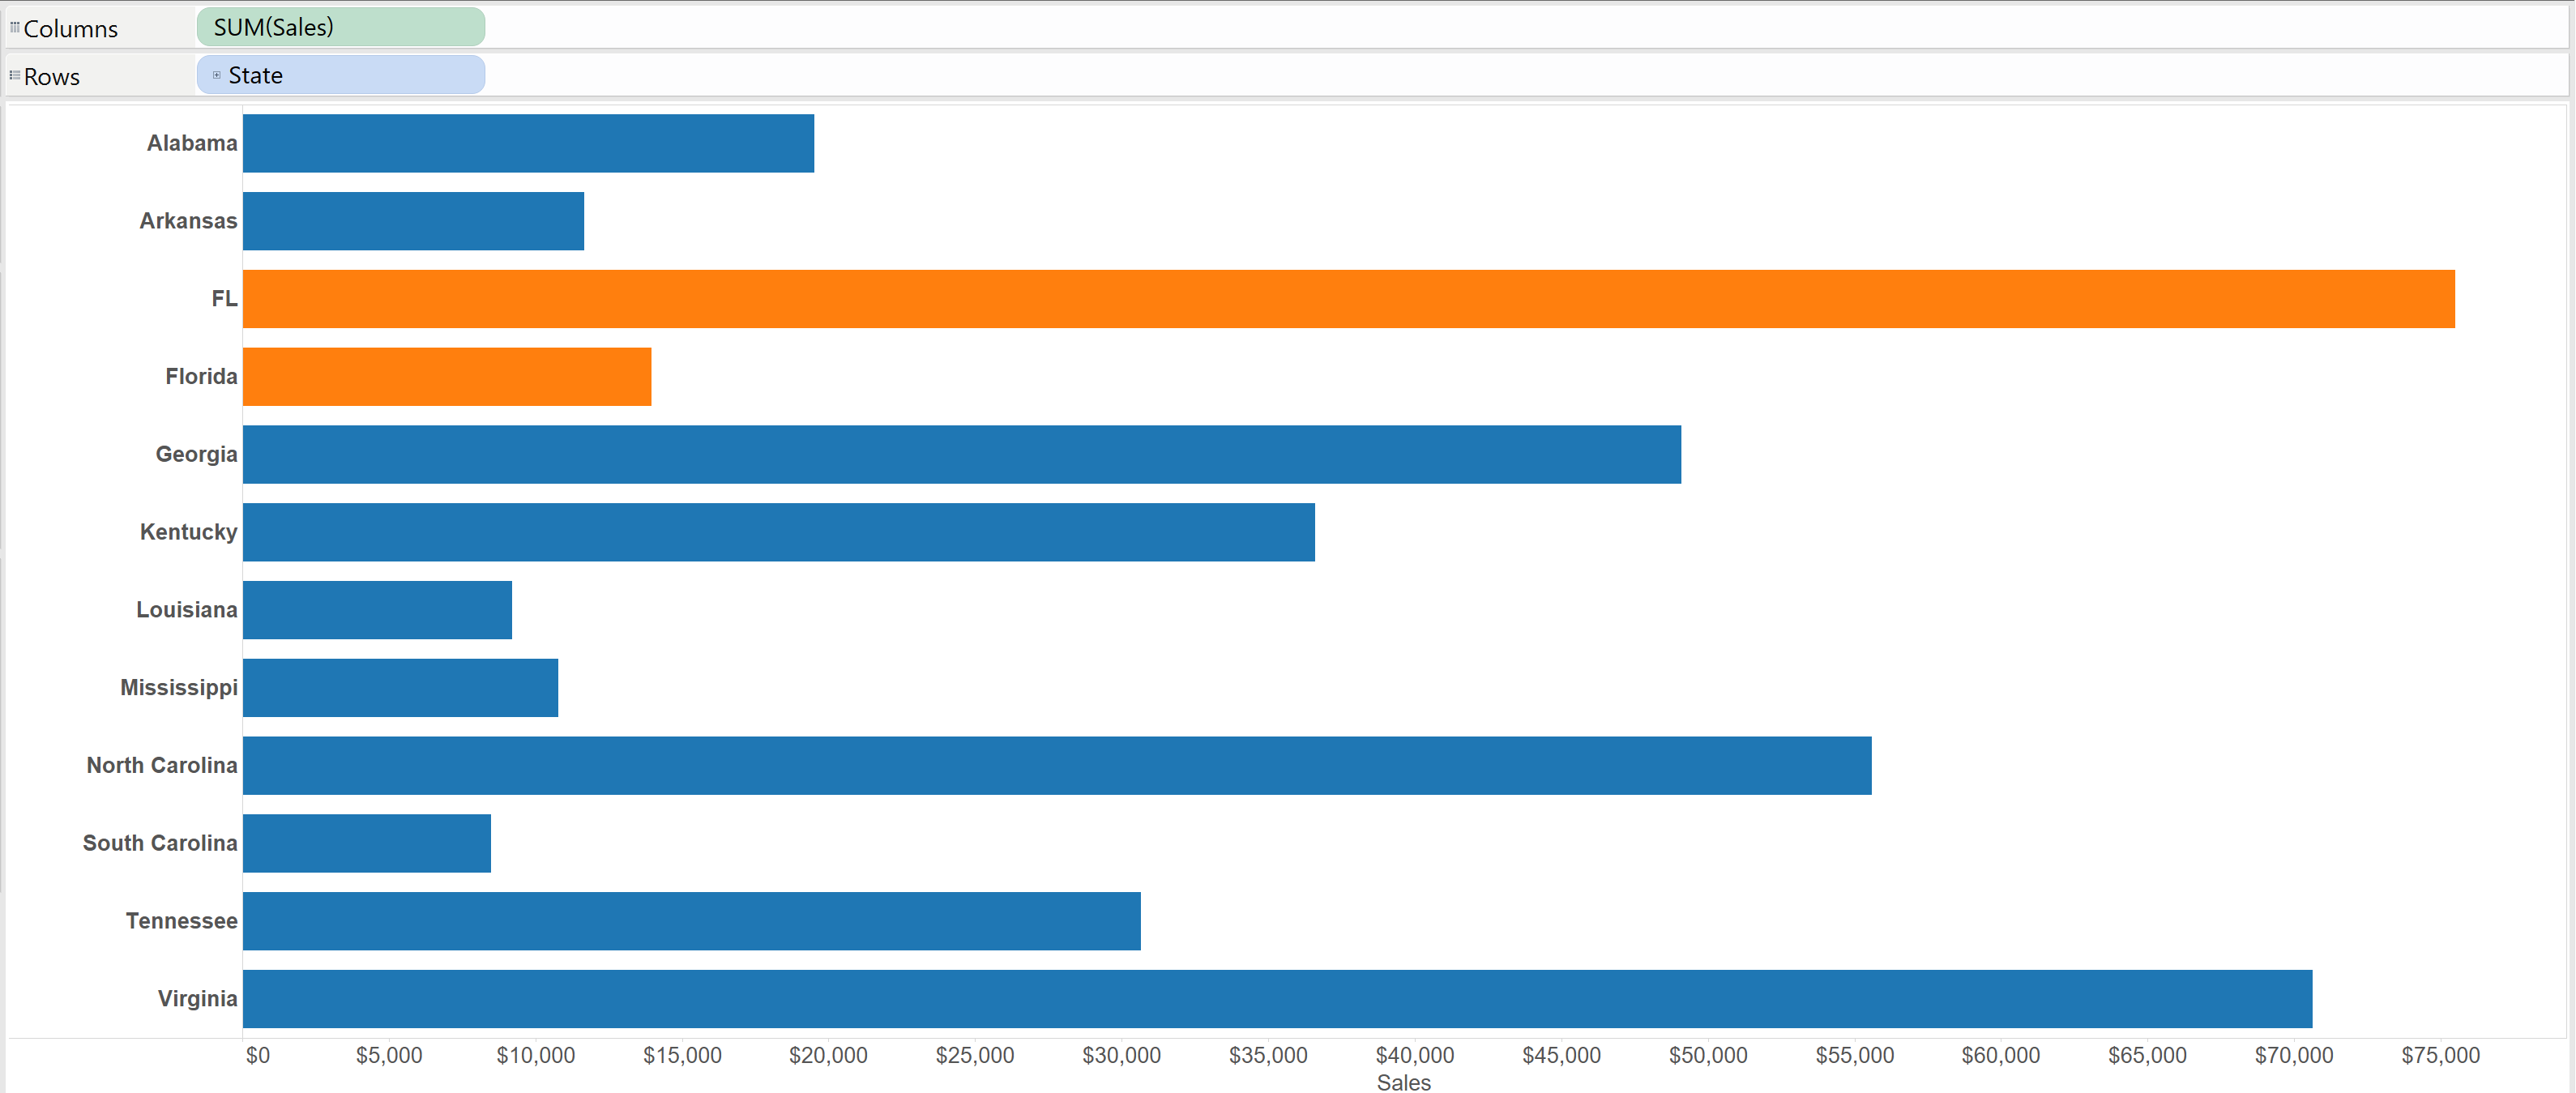 Columns SUM(Sales)
Rows State
Alabama
Arkansas
FL
Florida
Georgia
Kentucky
Louisiana
Mississippi
North Carolina
South Carolina
Tennessee
Virginia
$0 $5,000 $10,000 $15,000 $20,000 $25,000 $30,000 $35,000 $40,000 $45,000 $50,000 $55,000 $60,000 $65,000 $70,000 $75,000
Sales